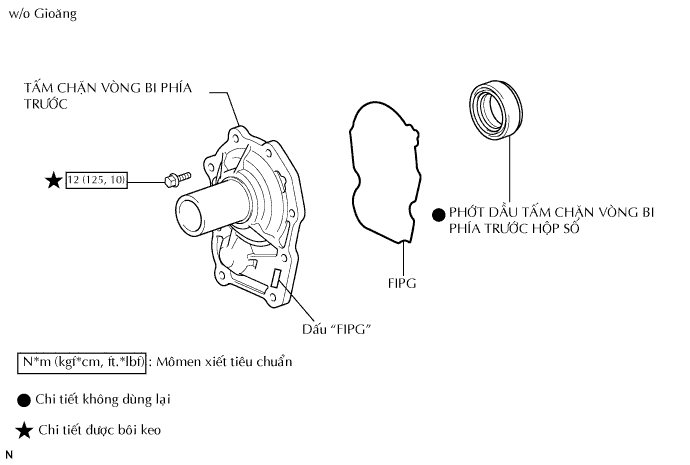 w/o Gioăng
TẤM CHẶN VÒNG BI PHÍA
TRƯỚC
12 (125, 10)
PHỚT DẦU TẤM CHẶN VÒNG BI
PHÍA TRƯỚC HỘP SỐ
FIPG
Dấu “FIPG”
N*m (kgf*cm, ft.*lbf) : Mômen xiết tiêu chuẩn
Chi tiết không dùng lại
Chi tiết được bôi keo
N